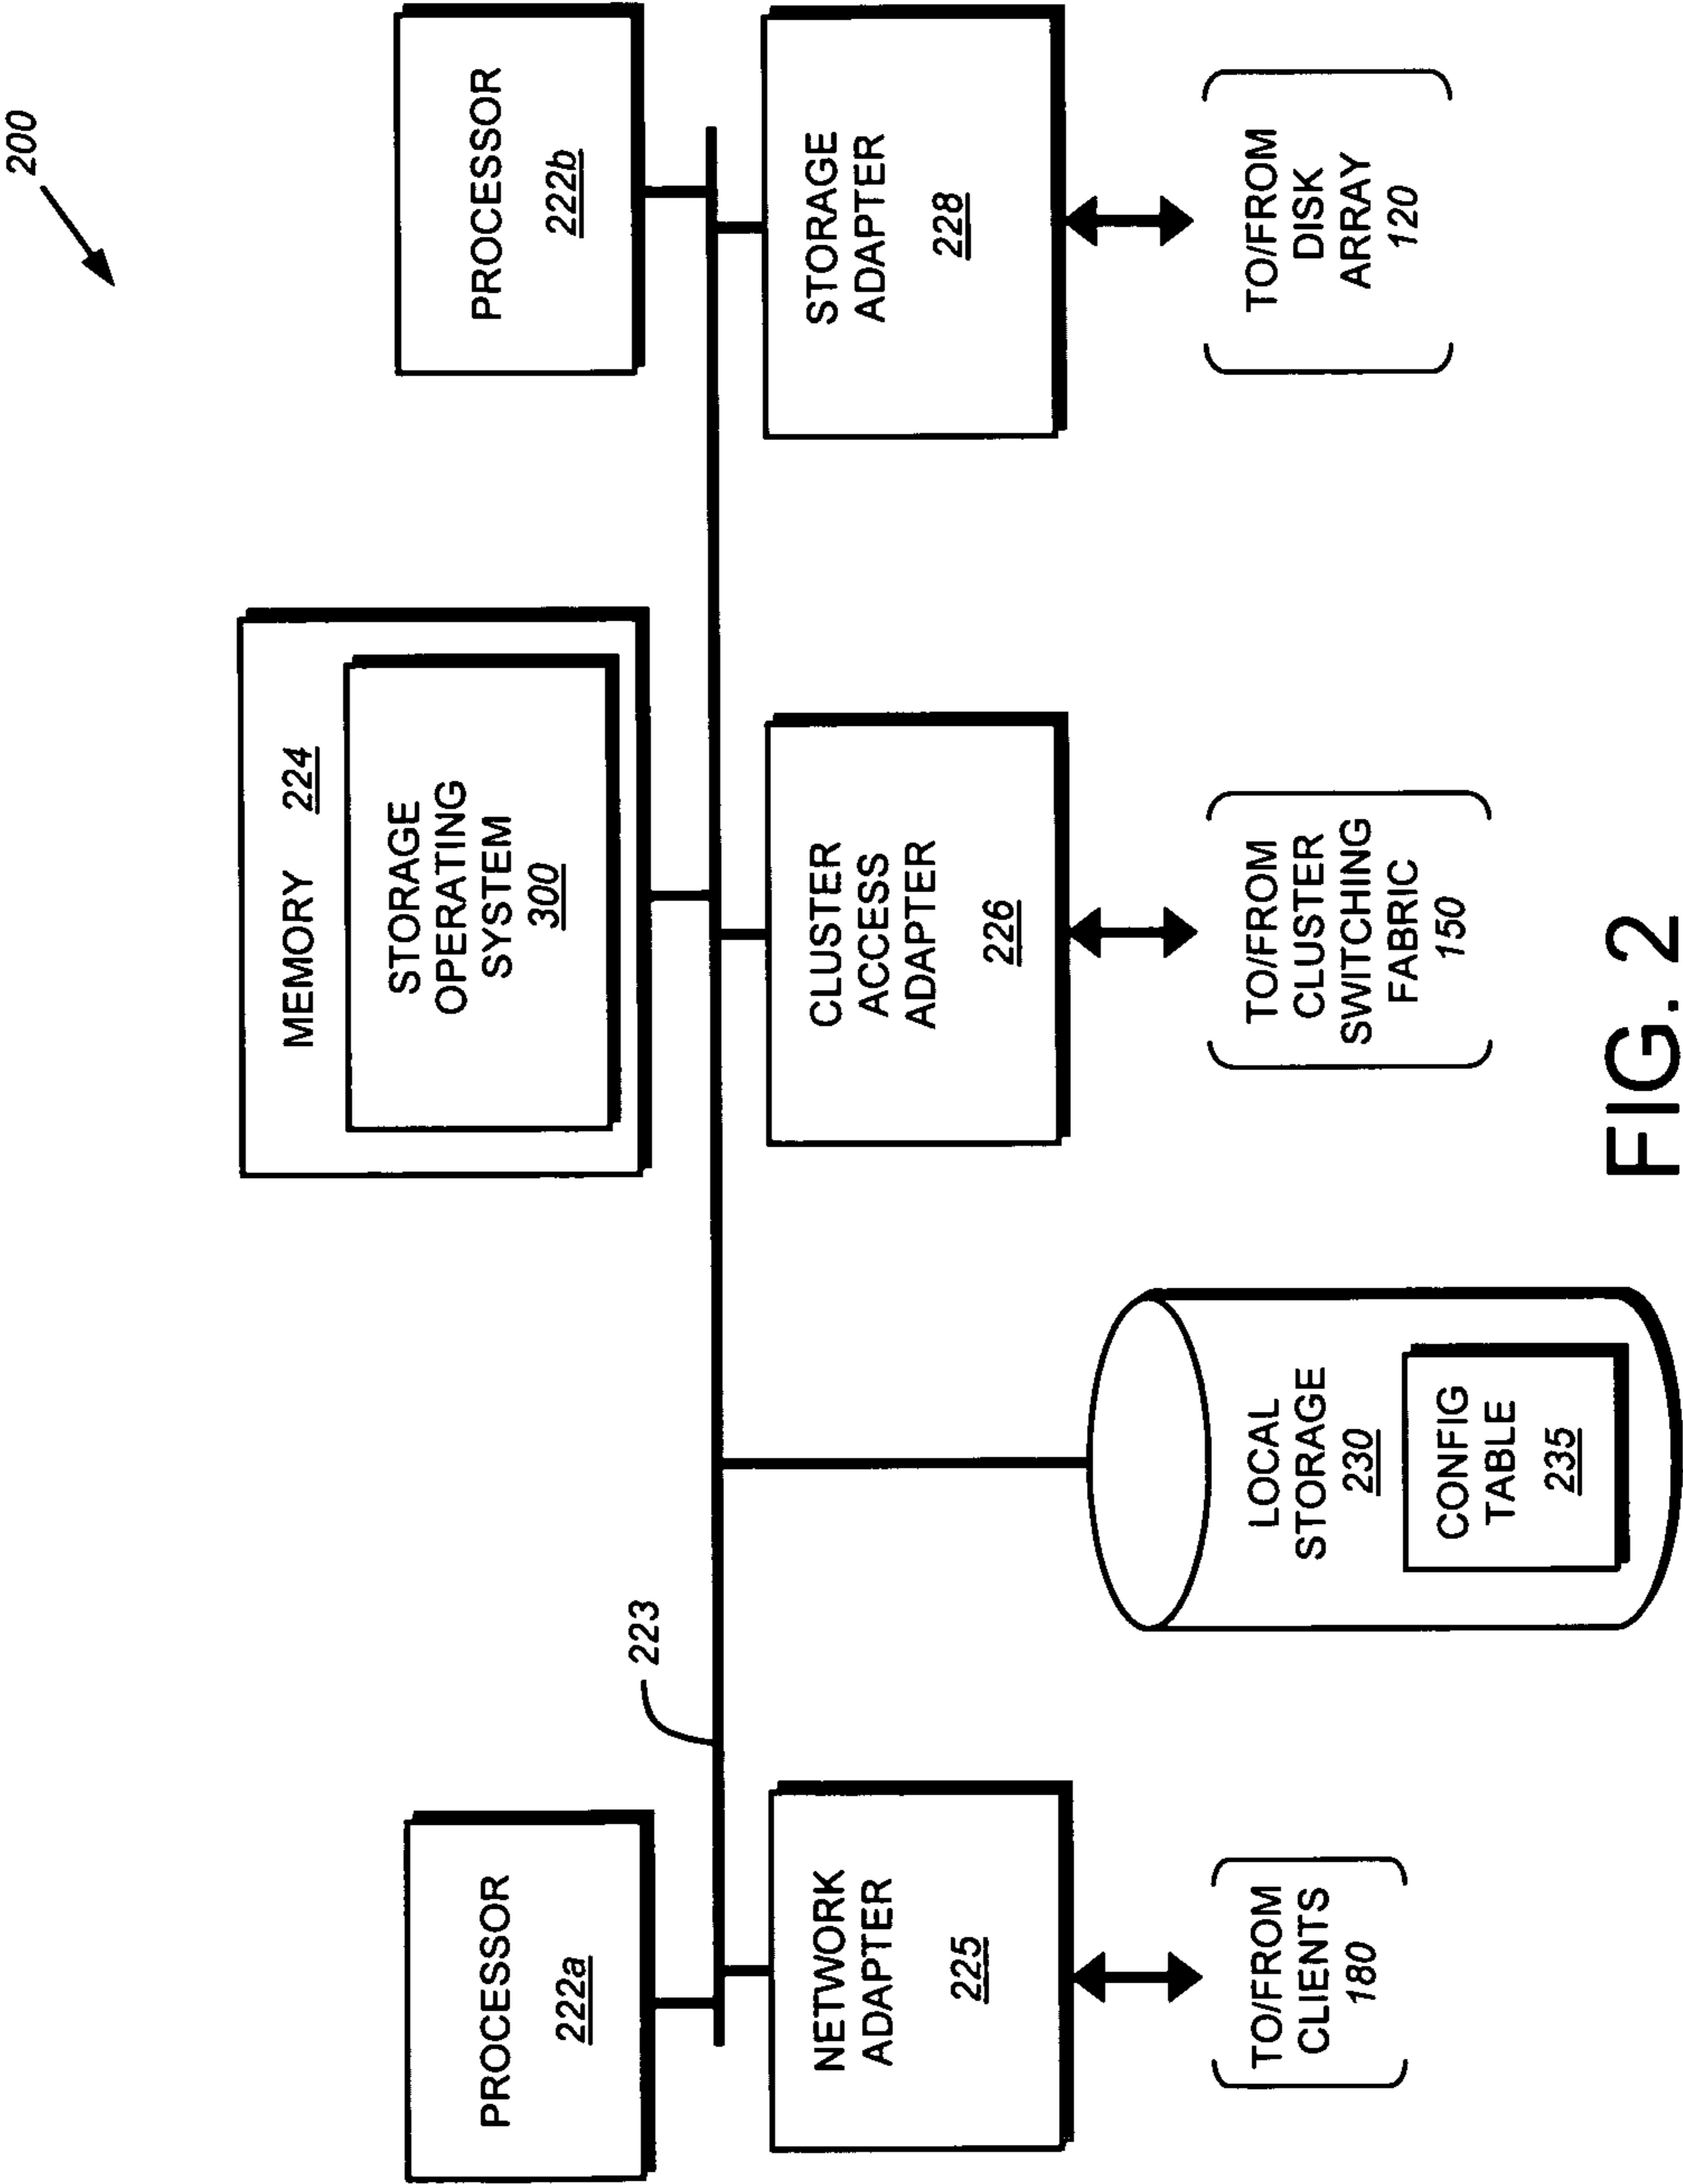 200
PROCESSOR
222a
MEMORY 224
STORAGE
OPERATING
SYSTEM
300
PROCESSOR
222b
223
NETWORK
ADAPTER
225
CLUSTER
ACCESS
ADAPTER
226
STORAGE
ADAPTER
228
TO/FROM
CLIENTS
180
LOCAL
STORAGE
230
CONFIG
TABLE
235
TO/FROM
CLUSTER
SWITCHING
FABRIC
150
TO/FROM
DISK
ARRAY
120
FIG. 2